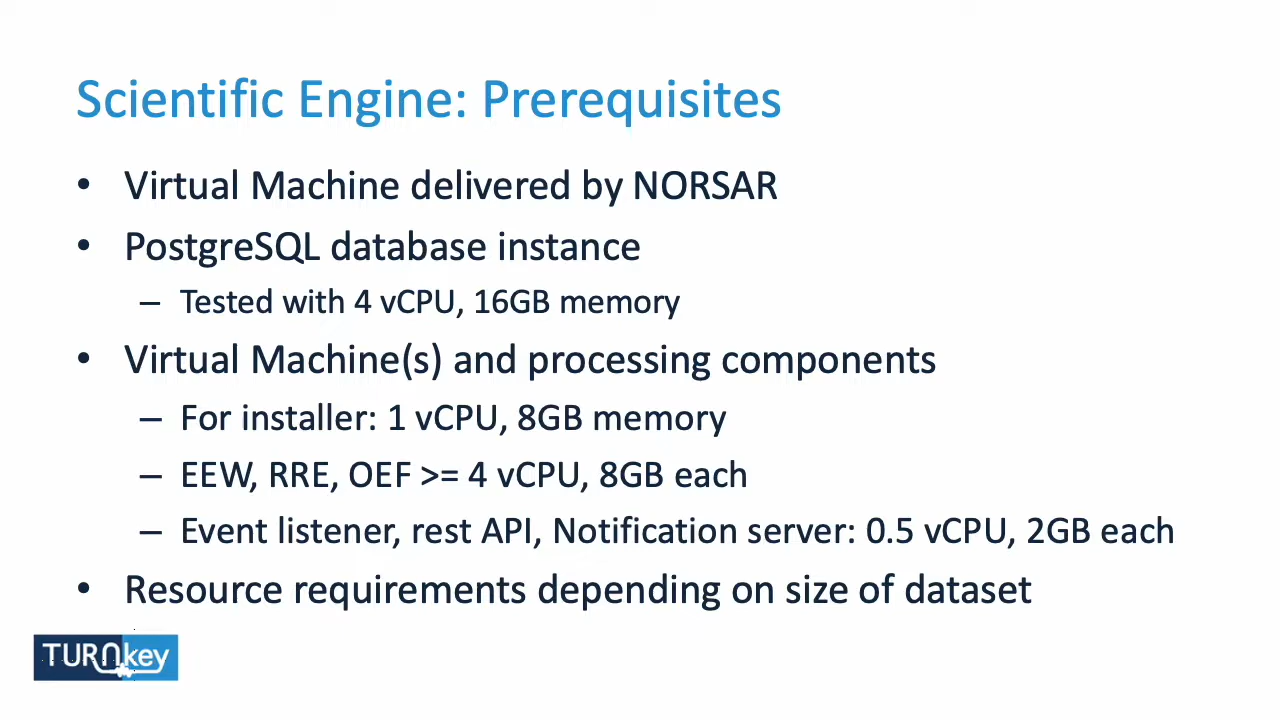 Scientific Engine: Prerequisites
• Virtual Machine delivered by NORSAR
• PostgreSQL database instance
– Tested with 4 vCPU, 16GB memory
• Virtual Machine(s) and processing components
– For installer: 1 vCPU, 8GB memory
– EEW, RRE, OEF >= 4 vCPU, 8GB each
– Event listener, rest API, Notification server: 0.5 vCPU, 2GB each
• Resource requirements depending on size of dataset
TURNkey